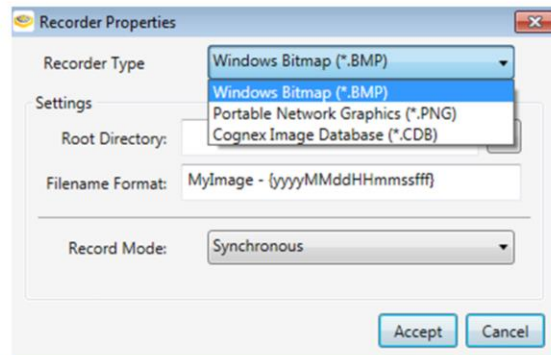 Recorder Properties
Recorder Type
Windows Bitmap (*.BMP)
Windows Bitmap (*.BMP)
Portable Network Graphics (*.PNG)
Cognex Image Database (*.CDB)
Settings
Root Directory:
Filename Format:
MyImage - {yyyyMMddHHmmssfff}
Record Mode:
Synchronous
Accept
Cancel